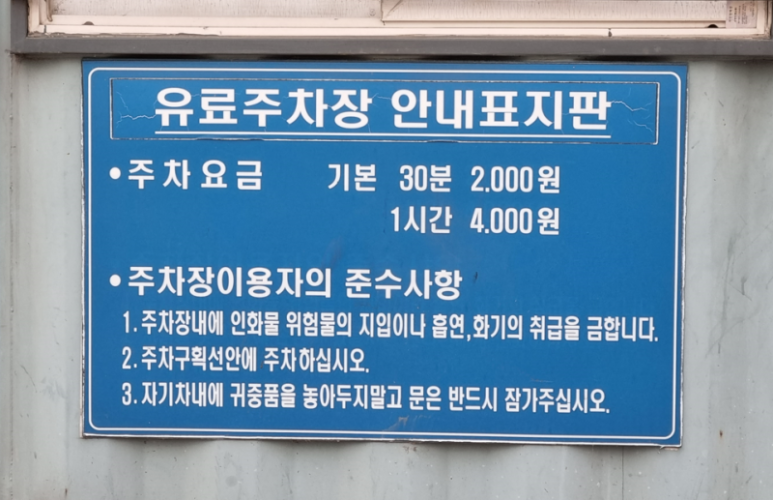 유료주차장 안내표지판
• 주차요금 기본 30분 2.000원
1시간 4.000원
• 주차장이용자의 준수사항
1. 주차장내에 인화물 위험물의 지입이나 흡연,화기의 취급을 금합니다.
2. 주차구획선안에 주차하십시오.
3. 자기차내에 귀중품을 놓아두지말고 문은 반드시 잠가주십시오.